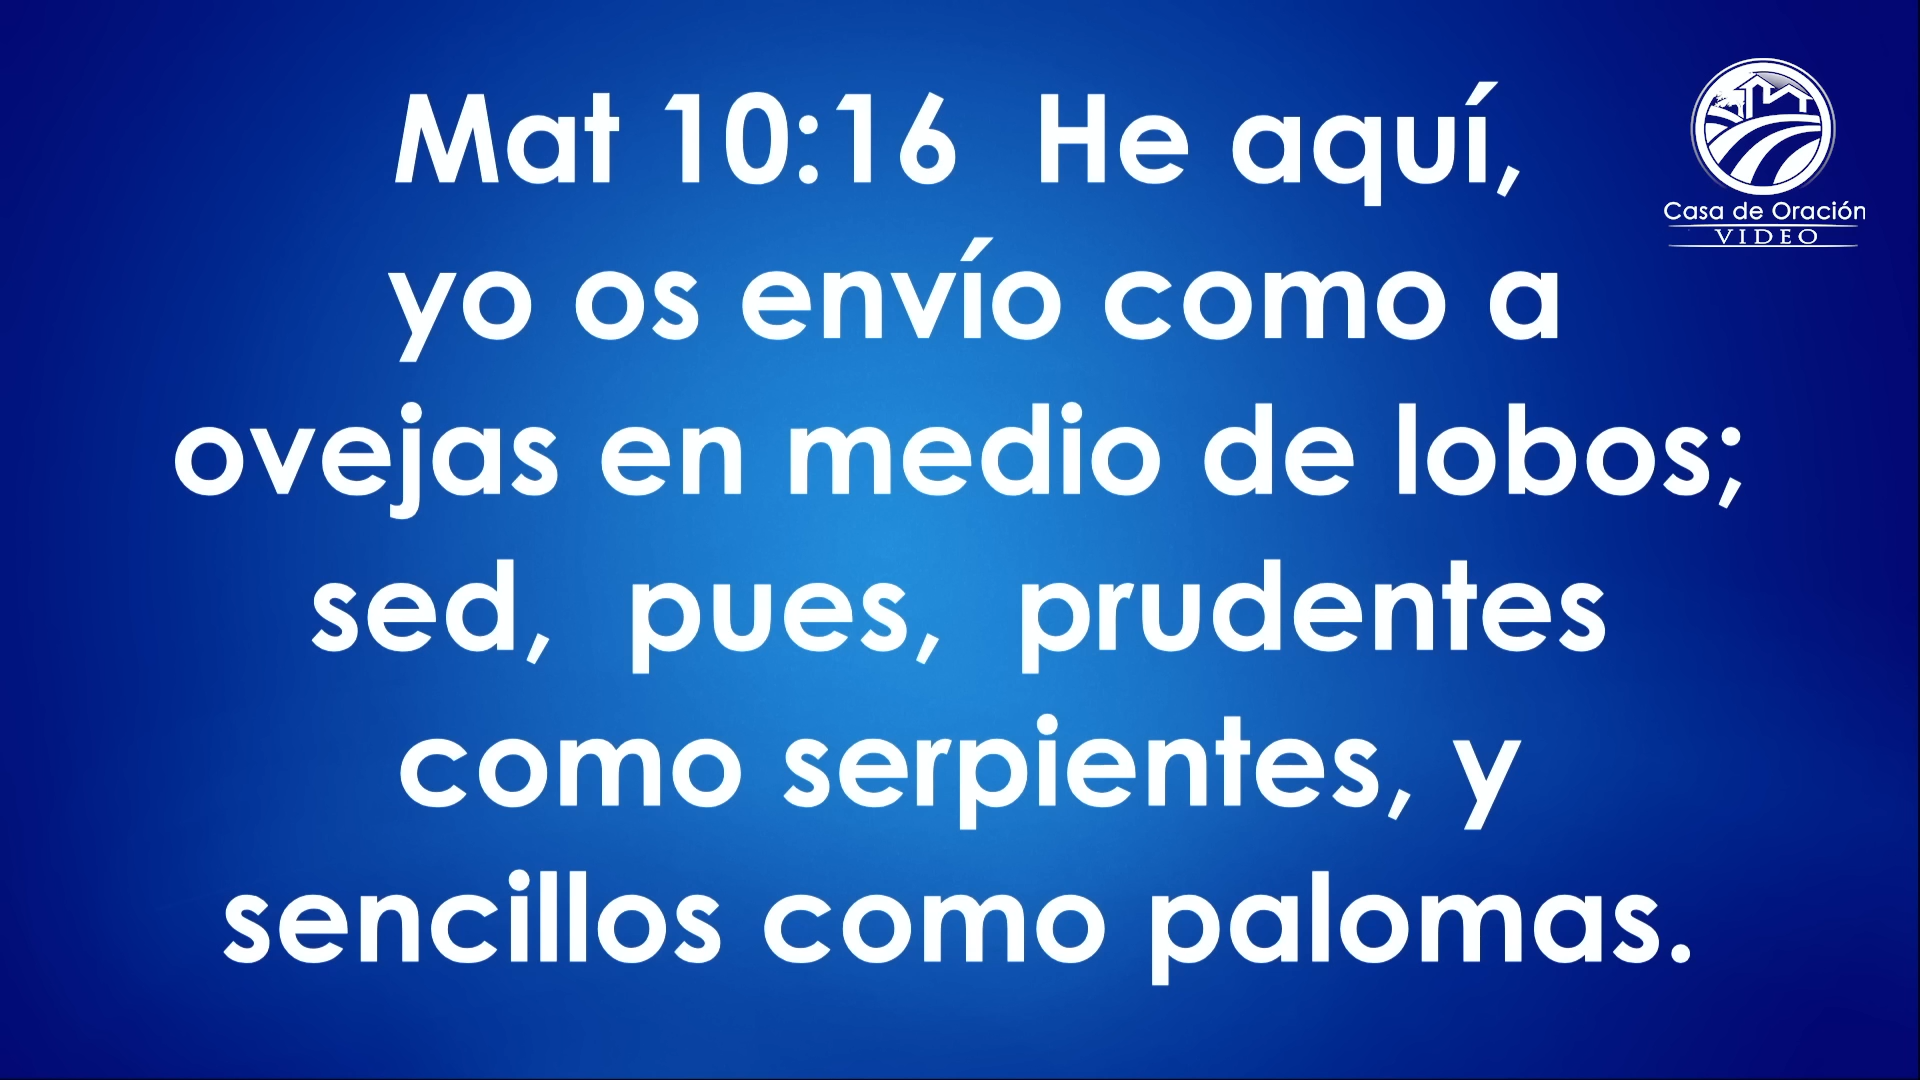 Mat 10:16  He aquí,
yo os envío como a
ovejas en medio de lobos;
sed,  pues,  prudentes
como serpientes, y
sencillos como palomas.
Casa de Oración
VIDEO